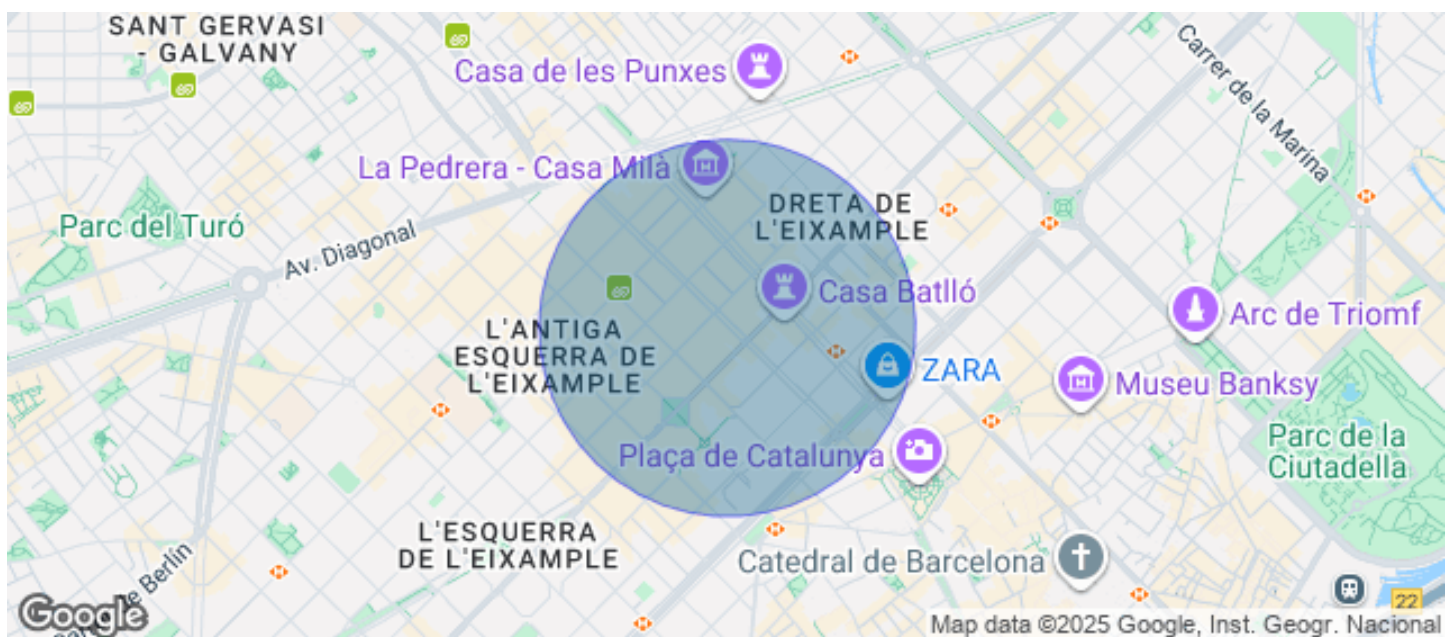 SANT GERVASI
- GALVANY
Casa de les Punxes
Carrer de la Marina
La Pedrera - Casa Milà
DRETA DE
L'EIXAMPLE
Parc del Turó
Av. Diagonal
Casa Batlló
Arc de Triomf
L'ANTIGA
ESQUERRA DE
L'EIXAMPLE
ZARA
Museu Banksy
Parc de la
Ciutadella
Plaça de Catalunya
L'ESQUERRA
DE L'EIXAMPLE
Catedral de Barcelona
de Berlín
22
Google
Map data ©2025 Google, Inst. Geogr. Nacional